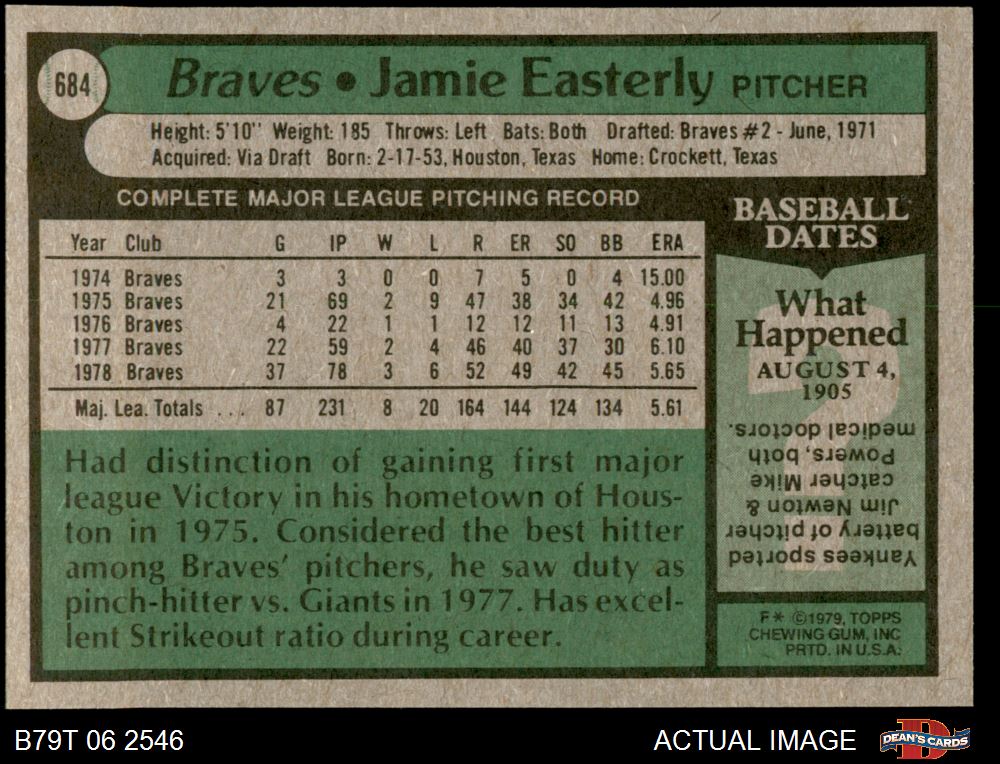 684
Braves • Jamie Easterly PITCHER
Height: 5'10" Weight: 185 Throws: Left Bats: Both Drafted: Braves #2 - June, 1971
Acquired: Via Draft Born: 2-17-53, Houston, Texas Home: Crockett, Texas
COMPLETE MAJOR LEAGUE PITCHING RECORD
Year Club G IP W L R ER SO BB ERA
1974 Braves 3 3 0 0 7 5 0 4 15.00
1975 Braves 21 69 2 9 47 38 34 42 4.96
1976 Braves 4 22 1 1 12 12 11 13 4.91
1977 Braves 22 59 2 4 46 40 37 30 6.10
1978 Braves 37 78 3 6 52 49 42 45 5.65
Maj. Lea. Totals ... 87 231 8 20 164 144 124 134 5.61
Had distinction of gaining first major
league Victory in his hometown of Hous-
ton in 1975. Considered the best hitter
among Braves' pitchers, he saw duty as
pinch-hitter vs. Giants in 1977. Has excel-
lent Strikeout ratio during career.
BASEBALL
DATES
What
Happened
AUGUST 4,
1905
Yankees sported
battery of pitcher
Jim Newton &
catcher Mike
Powers, both
medical doctors.
F* ©1979, TOPPS
CHEWING GUM, INC
PRTD. IN U.S.A.
B79T 06 2546
ACTUAL IMAGE
D
DEAN'S CARDS